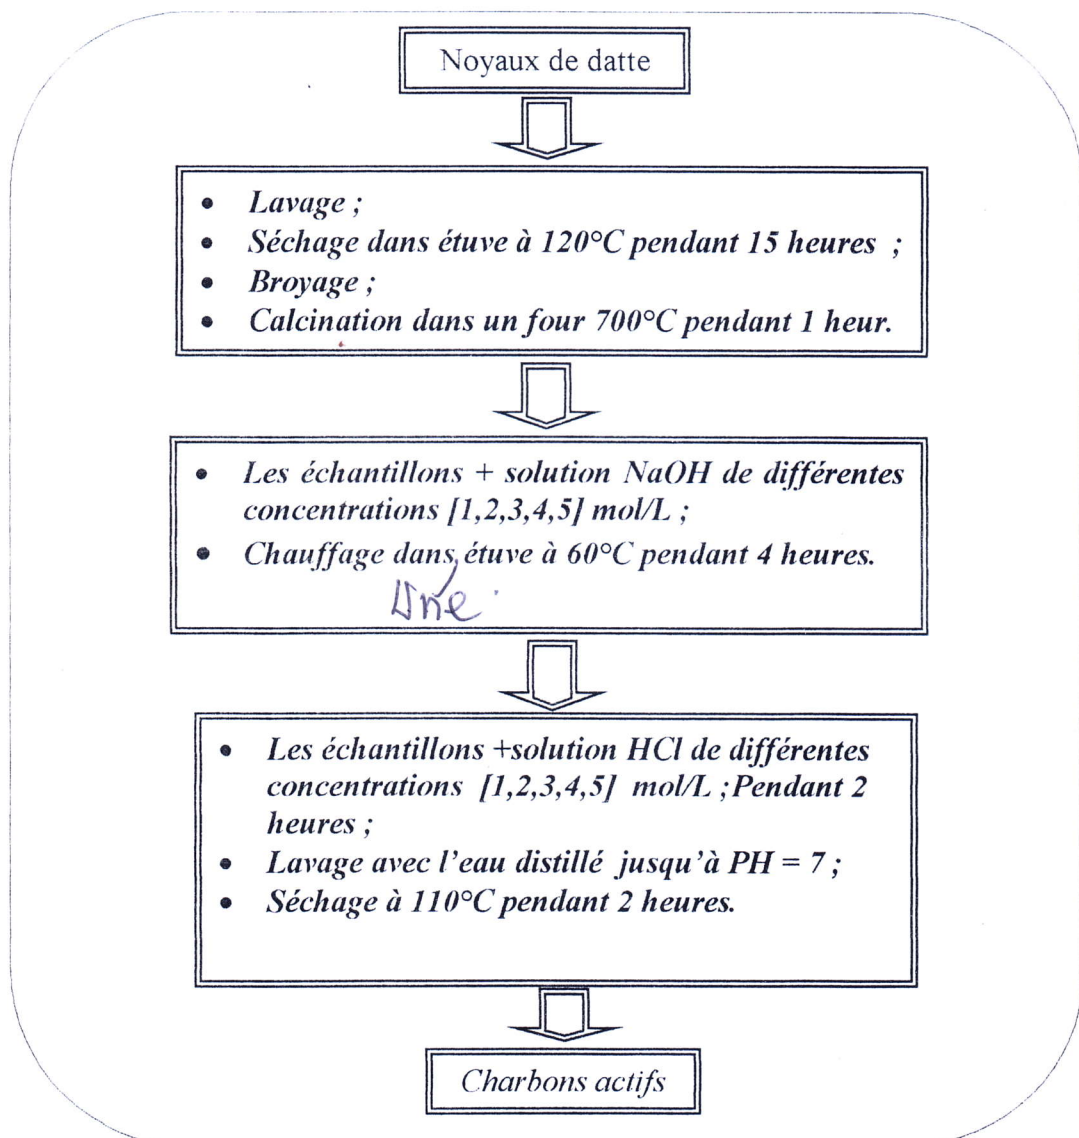 Noyaux de datte
• Lavage ;
• Séchage dans étuve à 120°C pendant 15 heures ;
• Broyage ;
• Calcination dans un four 700°C pendant 1 heur.
• Les échantillons + solution NaOH de différentes
concentrations [1,2,3,4,5] mol/L ;
• Chauffage dans étuve à 60°C pendant 4 heures.
Une
• Les échantillons +solution HCl de différentes
concentrations [1,2,3,4,5] mol/L ;Pendant 2
heures ;
• Lavage avec l'eau distillé jusqu'à PH = 7 ;
• Séchage à 110°C pendant 2 heures.
Charbons actifs